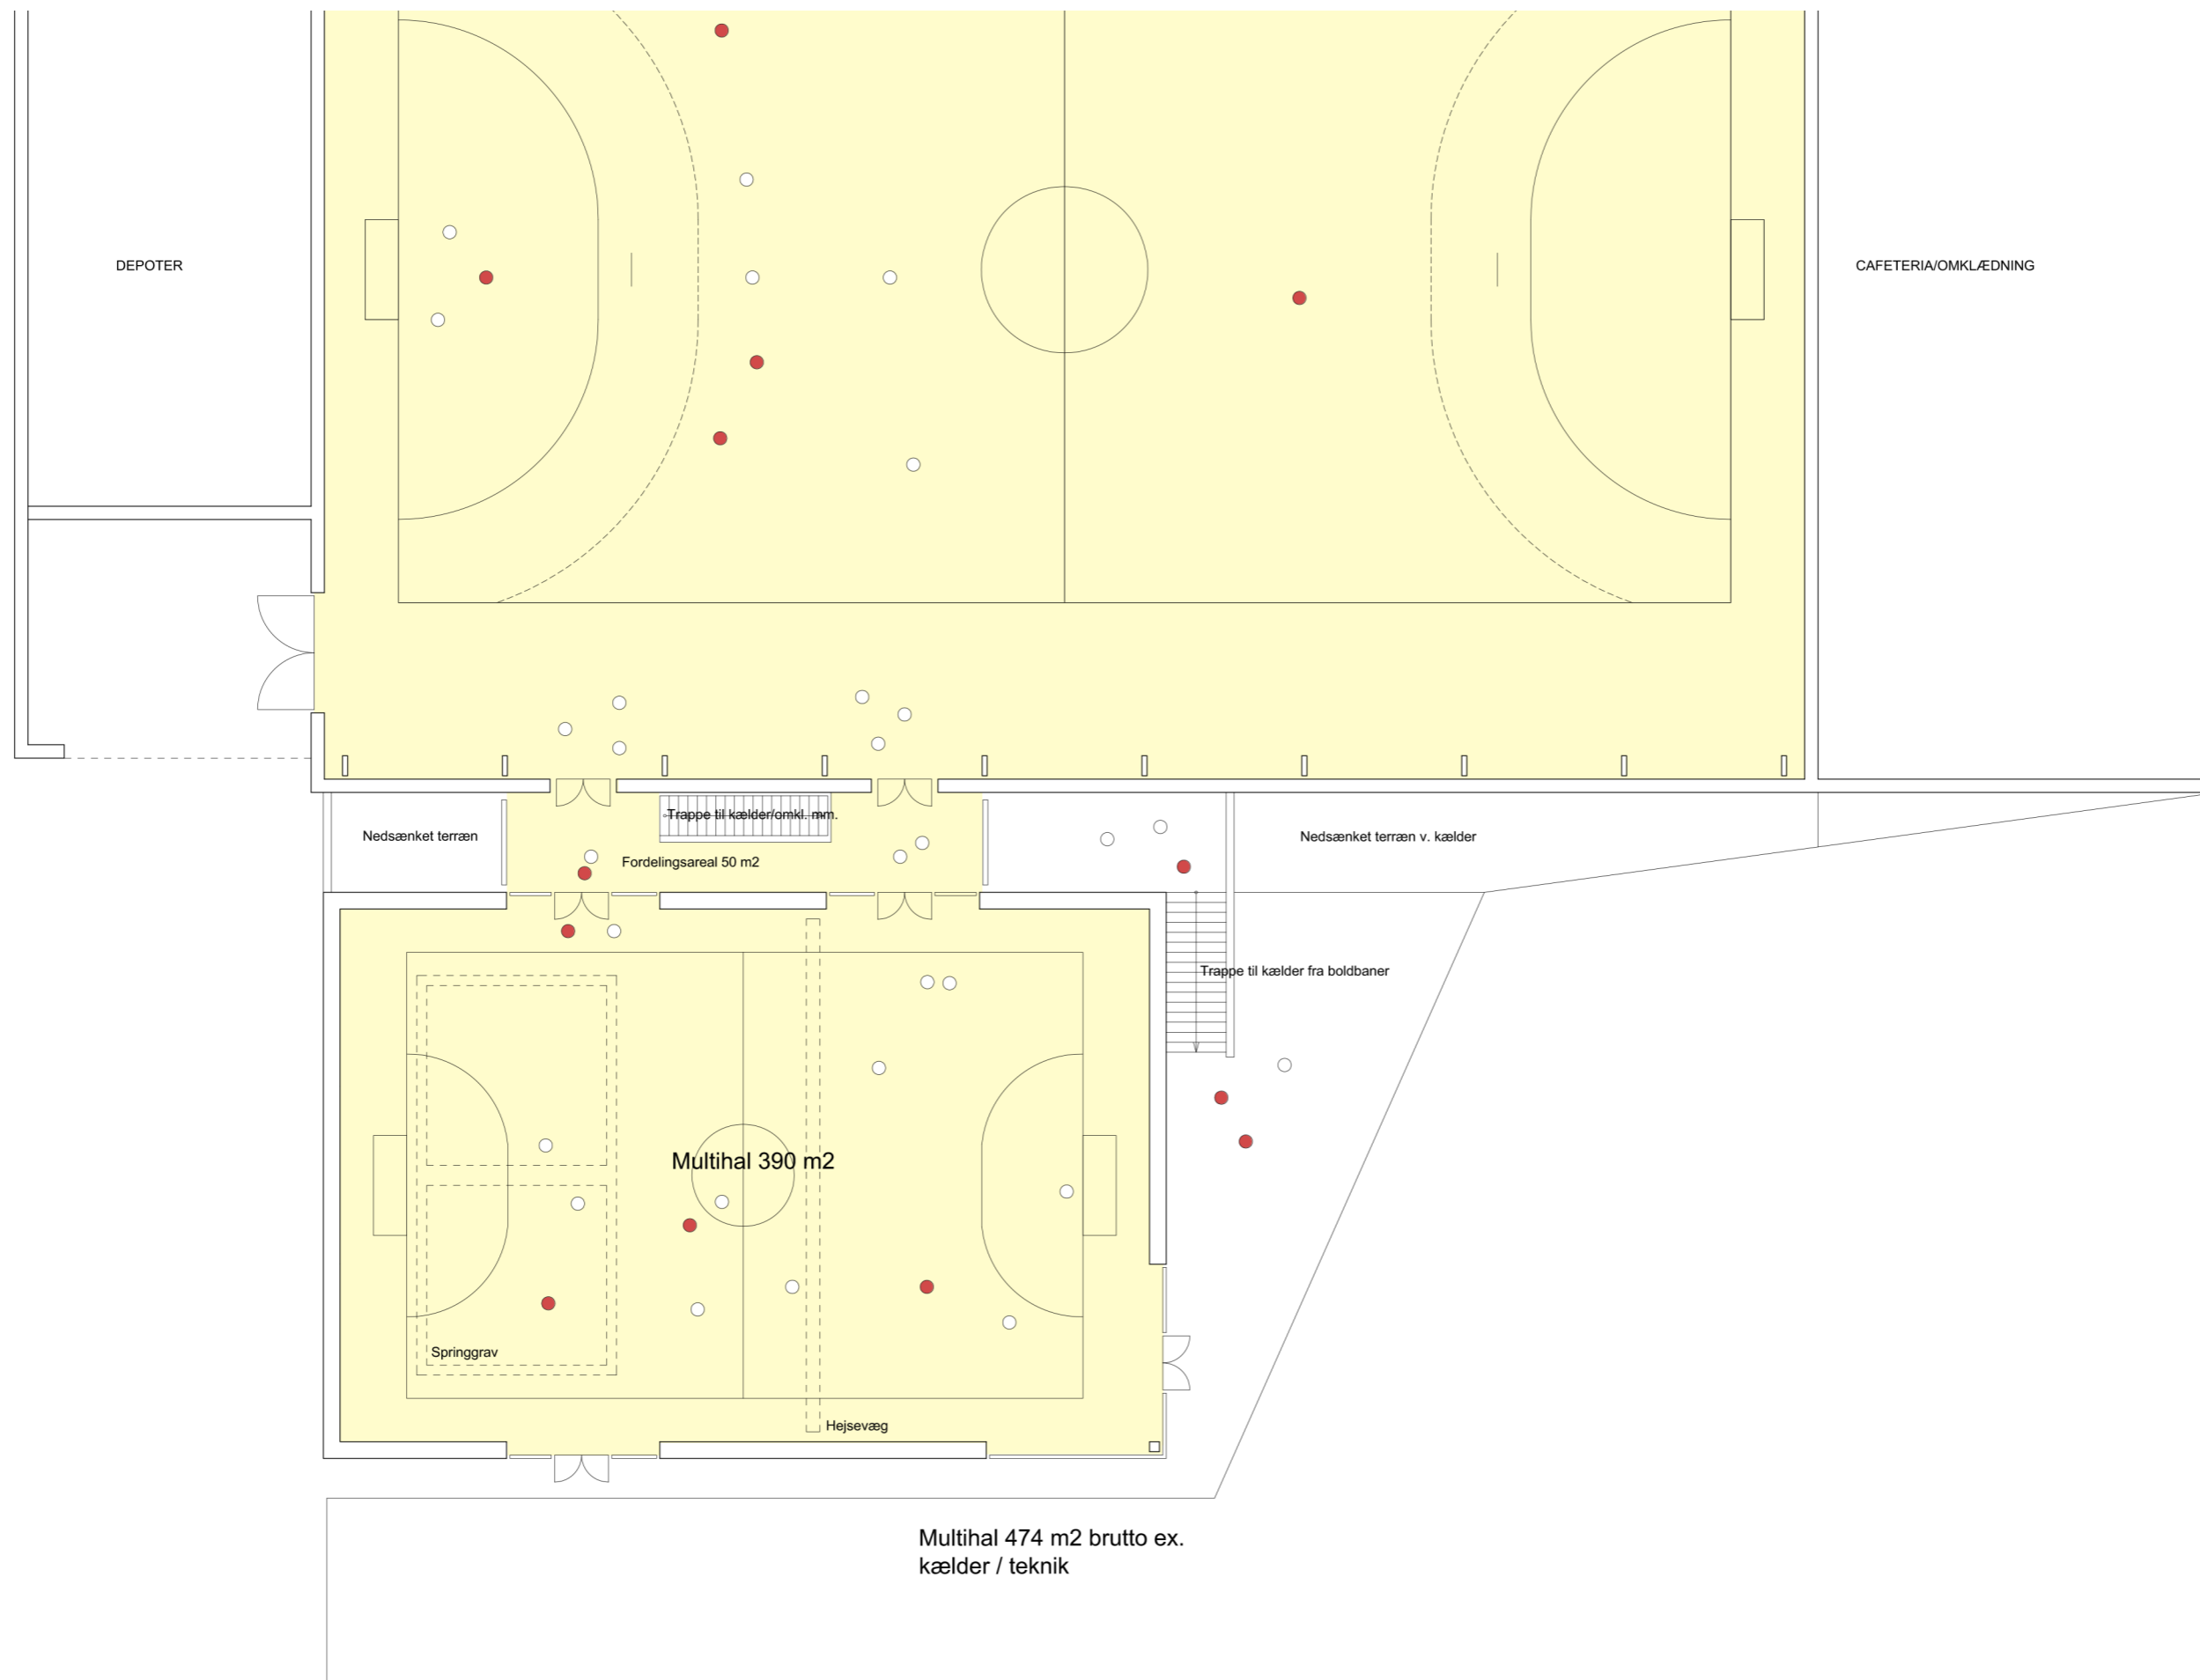 DEPOTER
CAFETERIA/OMKLÆDNING
Trappe til kælder/omkl. mm.
Nedsænket terræn
Nedsænket terræn v. kælder
Fordelingsareal 50 m2
Trappe til kælder fra boldbaner
Multihal 390 m2
Springgrav
Hejsevæg
Multihal 474 m2 brutto ex.
kælder / teknik